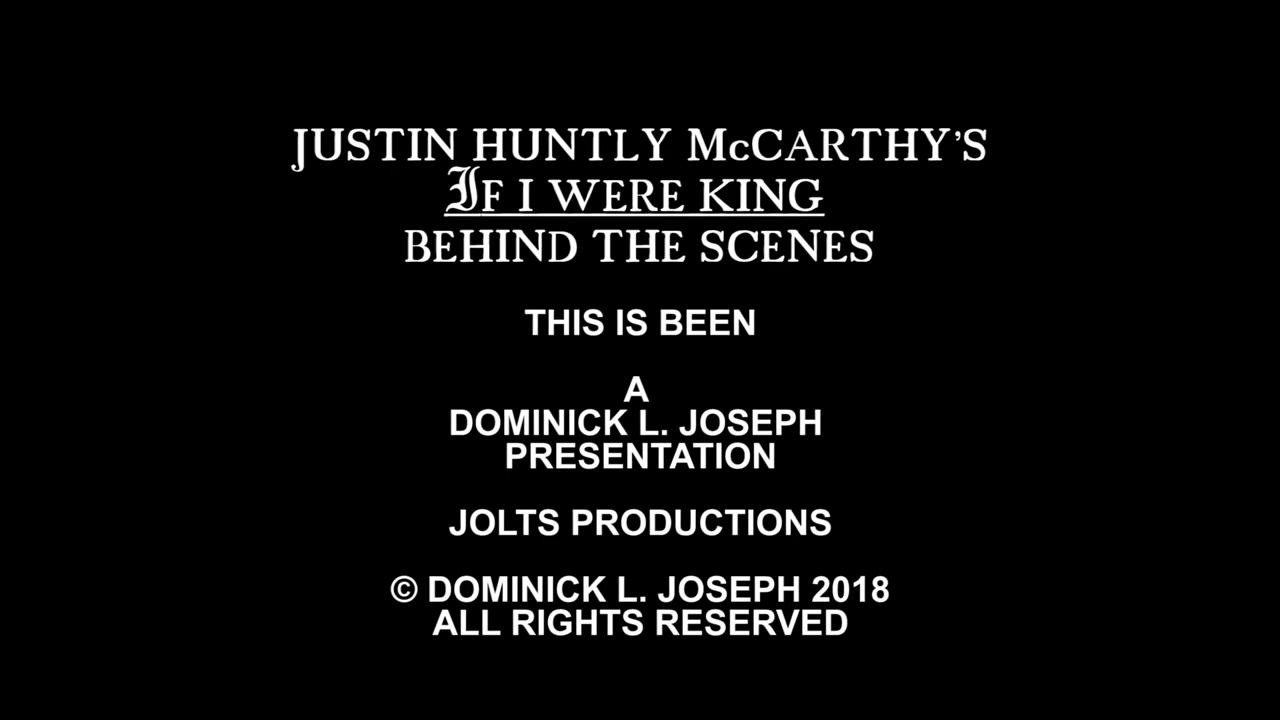 JUSTIN HUNTLY McCARTHY'S
IF I WERE KING
BEHIND THE SCENES
THIS IS BEEN
A
DOMINICK L. JOSEPH
PRESENTATION
JOLTS PRODUCTIONS
© DOMINICK L. JOSEPH 2018
ALL RIGHTS RESERVED